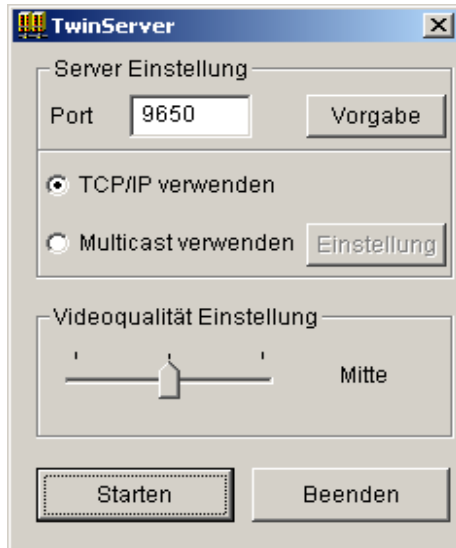 TwinServer
Server Einstellung
Port 9650 Vorgabe
TCP/IP verwenden
Multicast verwenden Einstellung
Videoqualität Einstellung
Mitte
Starten Beenden